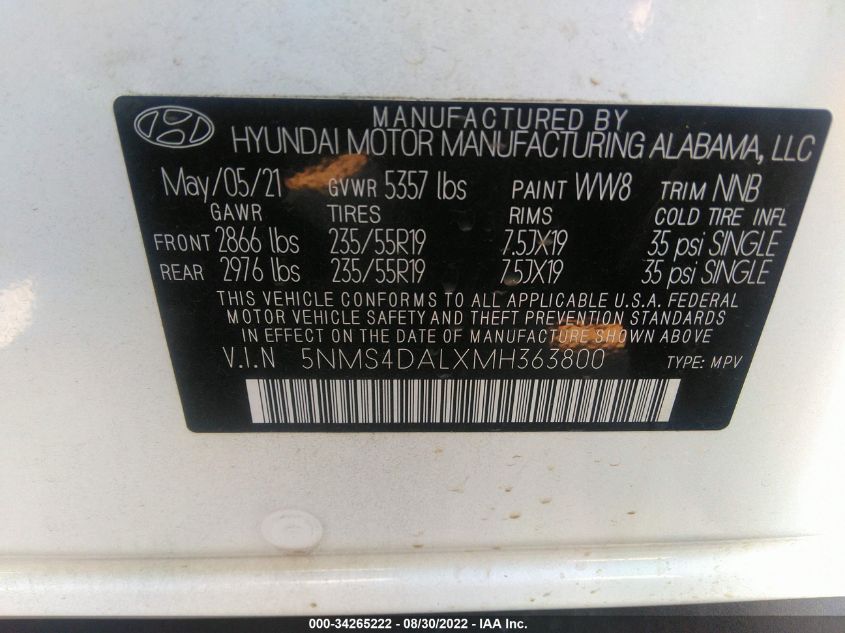 MANUFACTURED BY
HYUNDAI MOTOR MANUFACTURING ALABAMA, LLC
May/05/21 GVWR 5357 lbs PAINT WW8 TRIM NNB
GAWR TIRES RIMS COLD TIRE INFL
FRONT 2866 lbs 235/55R19 7.5JX19 35 psi SINGLE
REAR 2976 lbs 235/55R19 7.5JX19 35 psi SINGLE
THIS VEHICLE CONFORMS TO ALL APPLICABLE U.S.A. FEDERAL
MOTOR VEHICLE SAFETY AND THEFT PREVENTION STANDARDS
IN EFFECT ON THE DATE OF MANUFACTURE SHOWN ABOVE
V.I.N 5NMS4DALXMH363800 TYPE: MPV
000-34265222 - 08/30/2022 - IAA Inc.